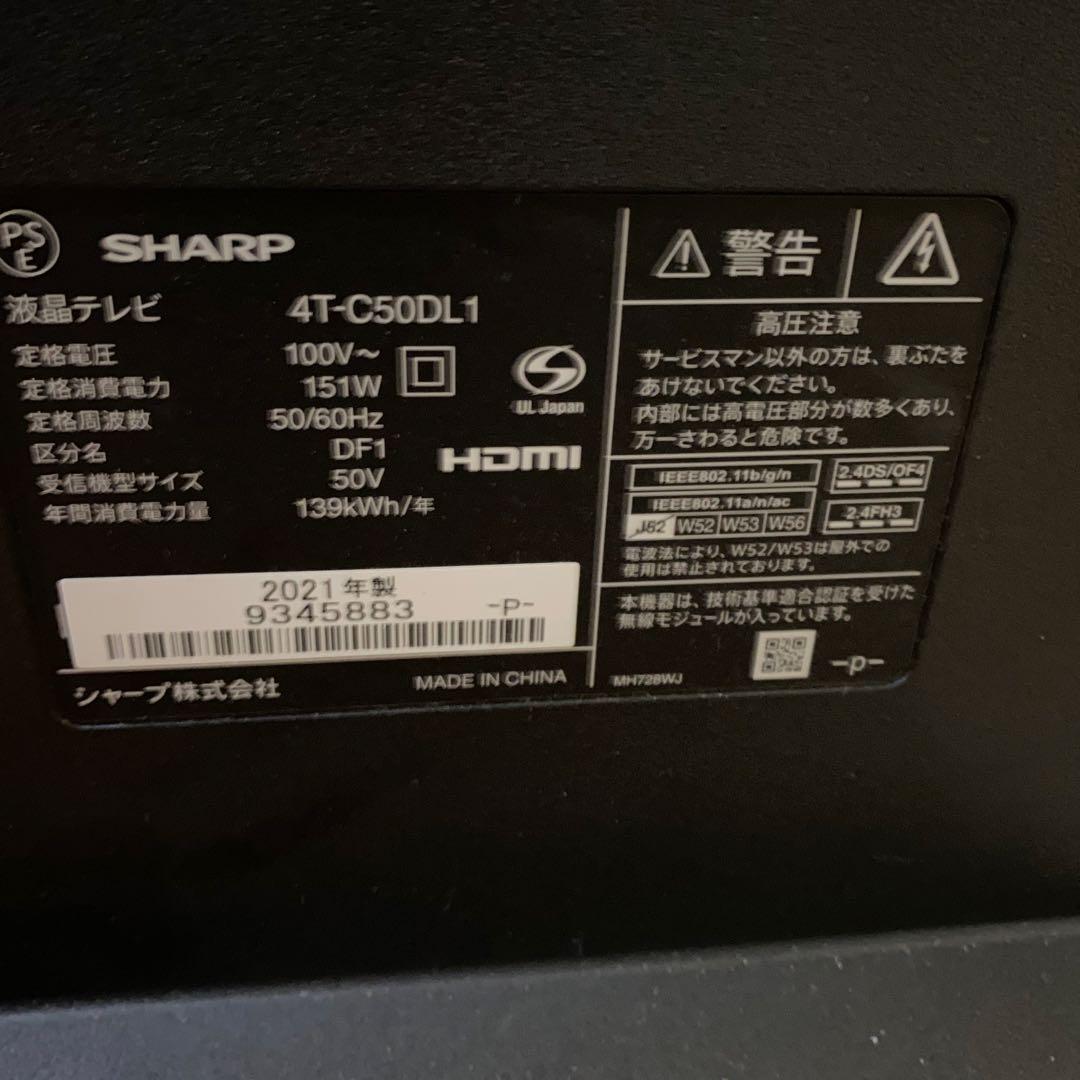 PSE
SHARP
液晶テレビ 4T-C50DL1
定格電圧 100V～
定格消費電力 151W
定格周波数 50/60Hz
区分名 DF1
受信機型サイズ 50V
年間消費電力量 139kWh/年
UL Japan
HDMI
2021年製
9345883 -P-
シャープ株式会社 MADE IN CHINA
警告
高圧注意
サービスマン以外の方は、裏ぶたを
あけないでください。
内部には高電圧部分が数多くあり、
万一さわると危険です。
IEEE802.11b/g/n
2.4DS/OF4
IEEE802.11a/n/ac
J52 W52 W53 W56
2.4FH3
電波法により、W52/W53は屋外での
使用は禁止されております。
本機器は、技術基準適合認証を受けた
無線モジュールが入っています。
MH728WJ -P-